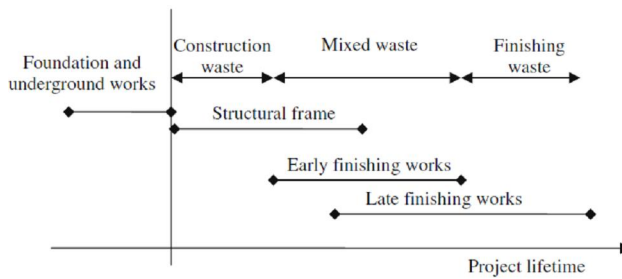 Foundation and
underground works
Construction
waste
Mixed waste
Finishing
waste
Structural frame
Early finishing works
Late finishing works
Project lifetime